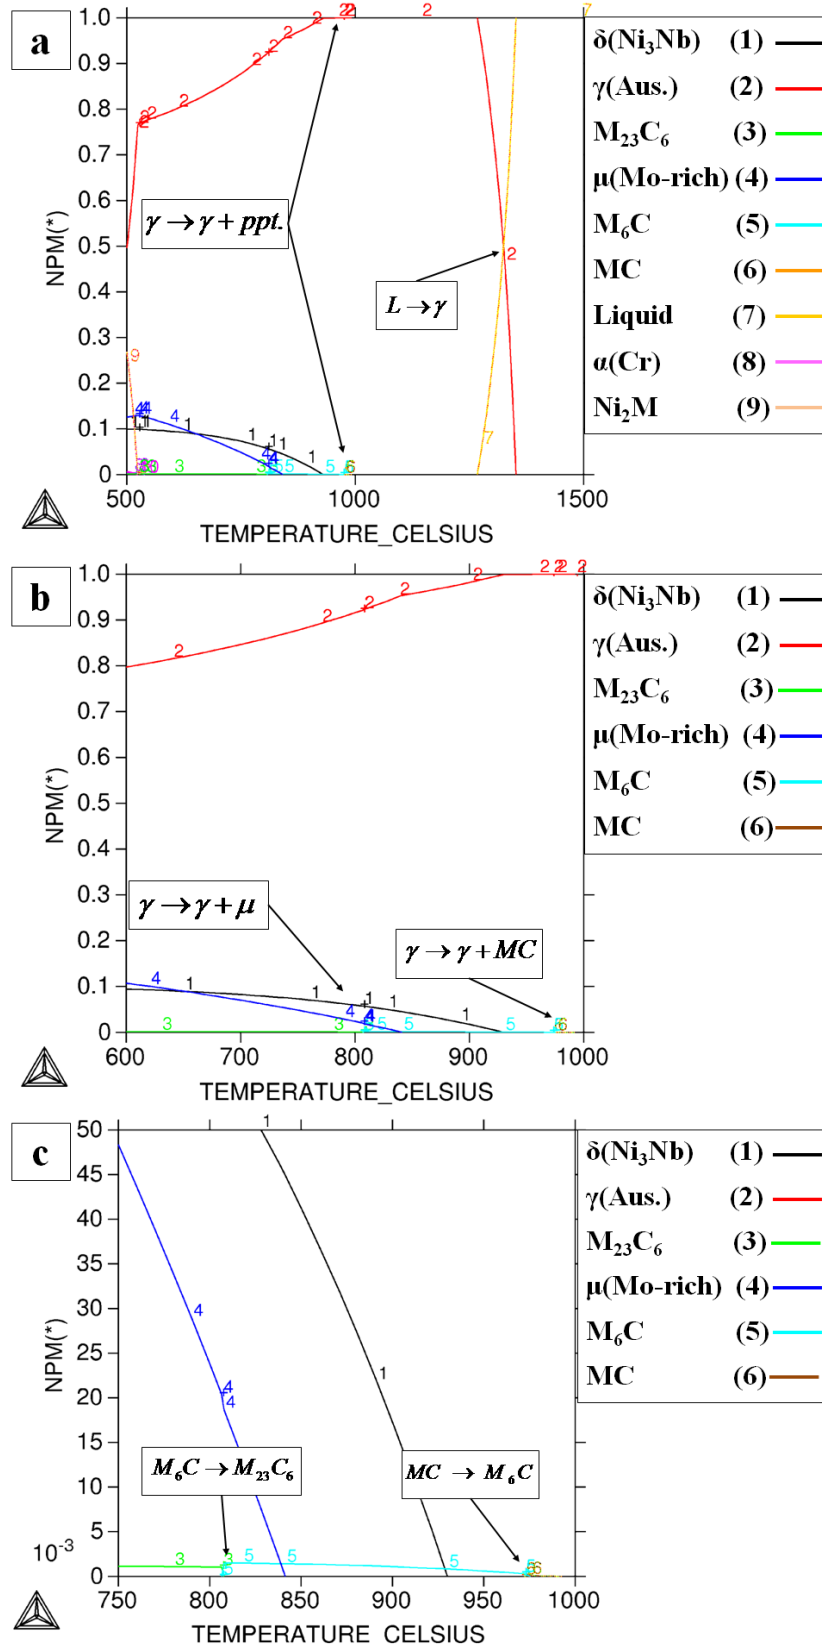 a
1.0
0.9
0.8
0.7
0.6
0.5
0.4
0.3
0.2
0.1
0
NPM(*)
γ → γ + ppt.
L → γ
500
1000
1500
TEMPERATURE_CELSIUS
δ(Ni₃Nb) (1)
γ(Aus.) (2)
M₂₃C₆ (3)
μ(Mo-rich) (4)
M₆C (5)
MC (6)
Liquid (7)
α(Cr) (8)
Ni₂M (9)
b
1.0
0.9
0.8
0.7
0.6
0.5
0.4
0.3
0.2
0.1
0
NPM(*)
γ → γ + μ
γ → γ + MC
600
700
800
900
1000
TEMPERATURE_CELSIUS
δ(Ni₃Nb) (1)
γ(Aus.) (2)
M₂₃C₆ (3)
μ(Mo-rich) (4)
M₆C (5)
MC (6)
c
50
45
40
35
30
25
20
15
10
5
0
10⁻³
NPM(*)
M₆C → M₂₃C₆
MC → M₆C
750
800
850
900
950
1000
TEMPERATURE_CELSIUS
δ(Ni₃Nb) (1)
γ(Aus.) (2)
M₂₃C₆ (3)
μ(Mo-rich) (4)
M₆C (5)
MC (6)